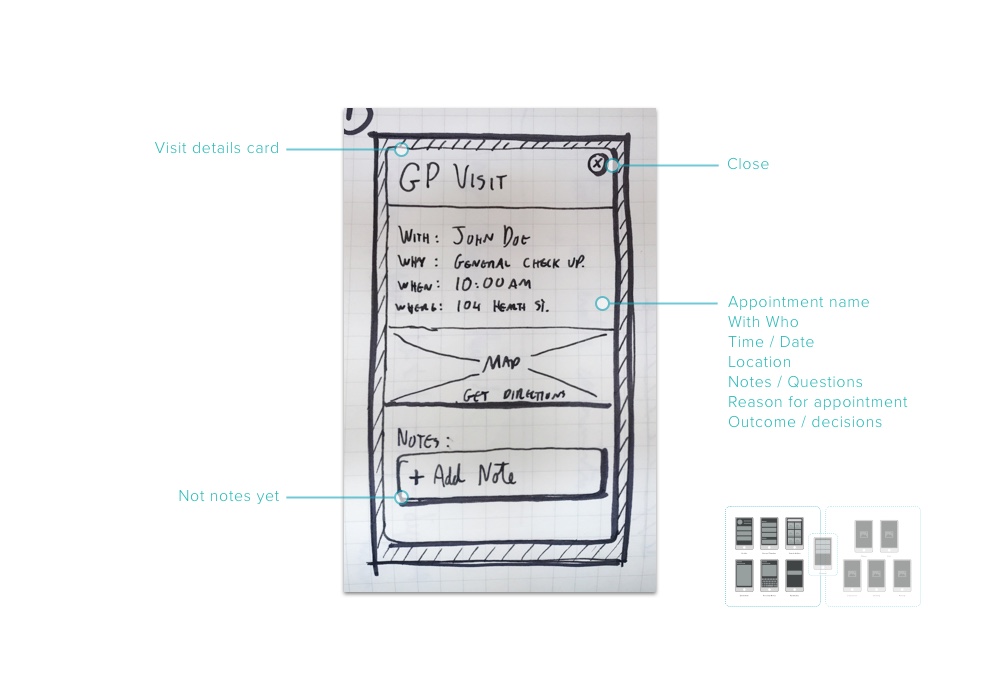 Visit details card
Close
GP VISIT
WITH: JOHN DOE
WHY: GENERAL CHECK UP.
WHEN: 10:00 AM
WHERE: 104 HEALTH ST.
Appointment name
With Who
Time / Date
Location
Notes / Questions
Reason for appointment
Outcome / decisions
MAP
GET DIRECTIONS
NOTES:
+ Add Note
Not notes yet